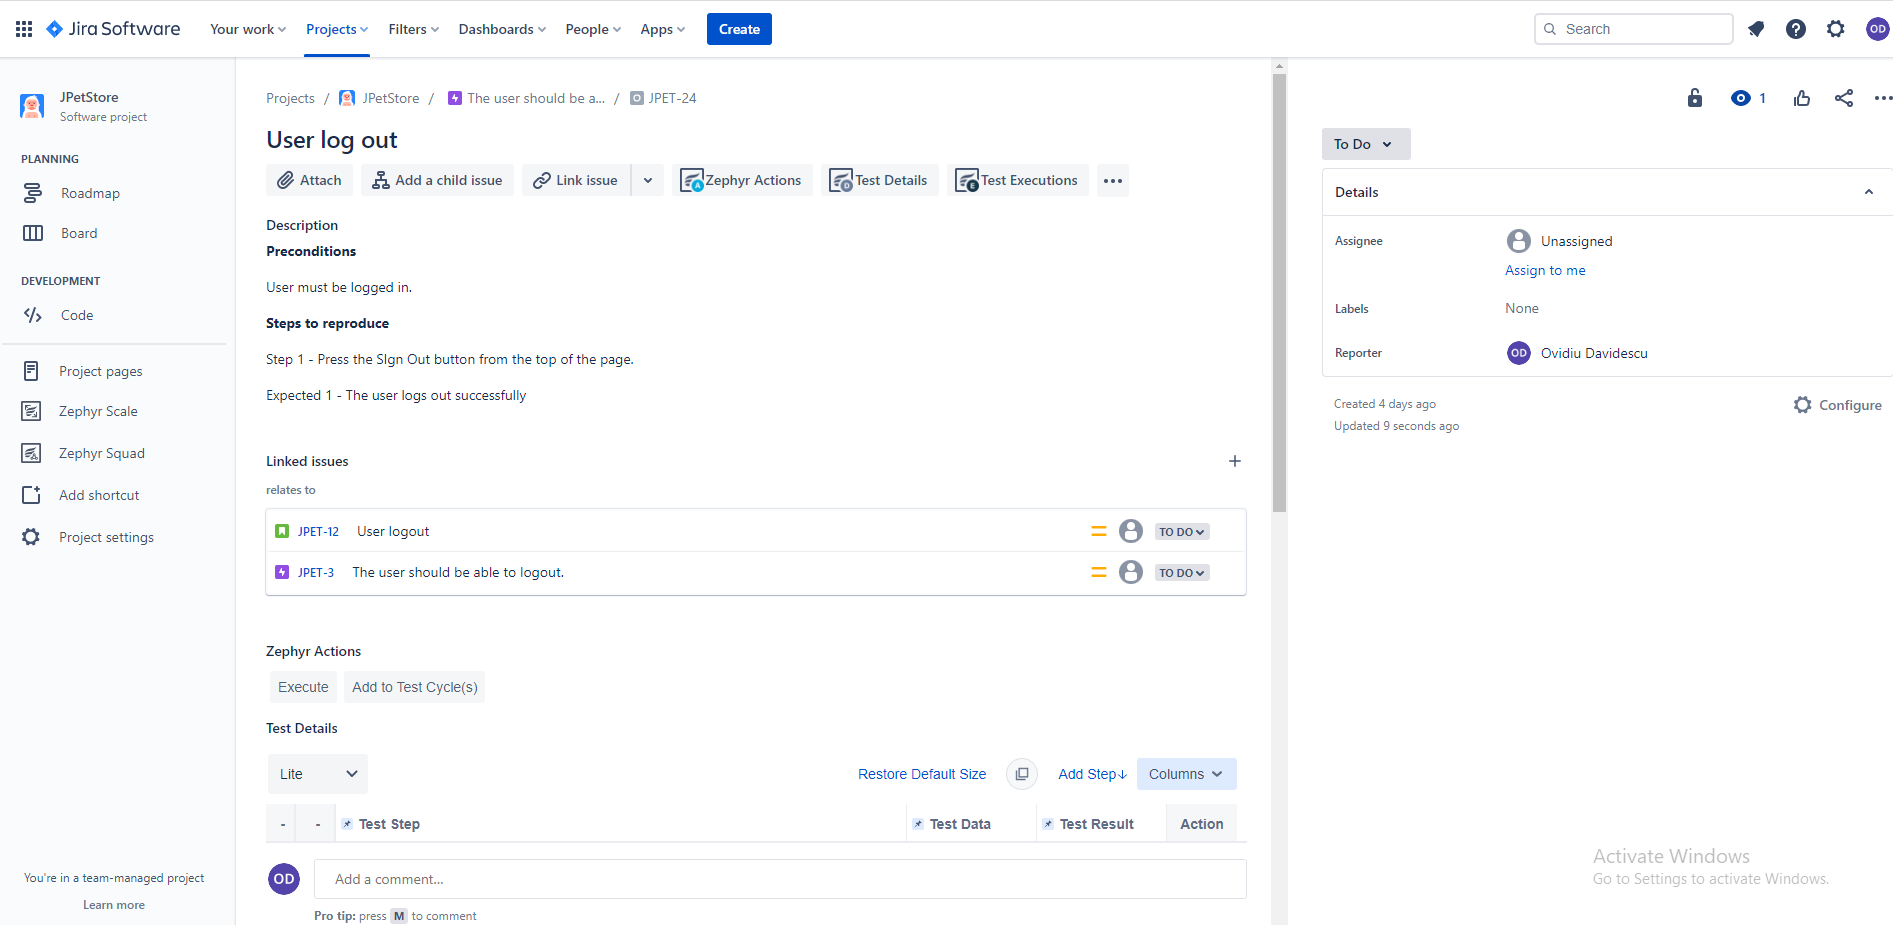 Jira Software Your work Projects Filters Dashboards People Apps Create Search OD
JPetStore
Software project
PLANNING
Roadmap
Board
DEVELOPMENT
Code
Project pages
Zephyr Scale
Zephyr Squad
Add shortcut
Project settings
You're in a team-managed project
Learn more
Projects / JPetStore / The user should be a... / JPET-24
User log out
Attach Add a child issue Link issue Zephyr Actions Test Details Test Executions
Description
Preconditions
User must be logged in.
Steps to reproduce
Step 1 - Press the SIgn Out button from the top of the page.
Expected 1 - The user logs out successfully
Linked issues
relates to
JPET-12 User logout TO DO
JPET-3 The user should be able to logout. TO DO
Zephyr Actions
Execute Add to Test Cycle(s)
Test Details
Lite Restore Default Size Add Step↓ Columns
- - Test Step Test Data Test Result Action
OD Add a comment...
Pro tip: press M to comment
1
To Do
Details
Assignee Unassigned
Assign to me
Labels None
Reporter OD Ovidiu Davidescu
Created 4 days ago Configure
Updated 9 seconds ago
Activate Windows
Go to Settings to activate Windows.